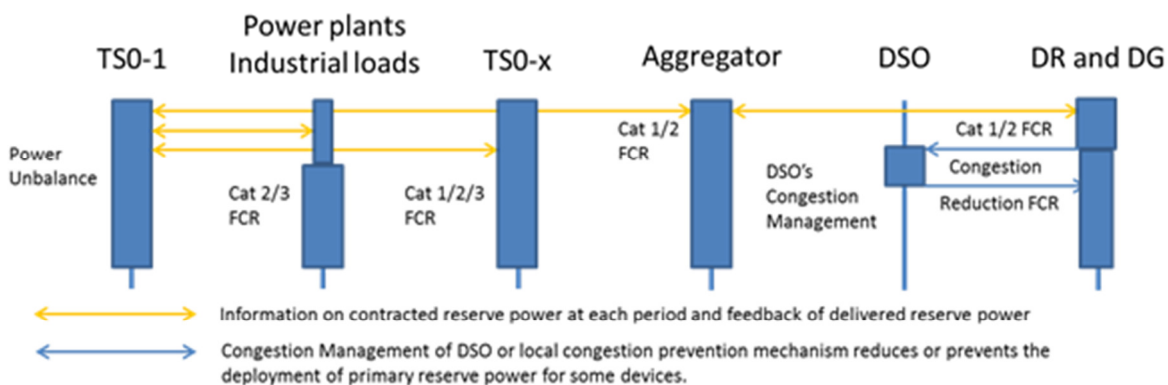 Power plants
TS0-1
Industrial loads
TS0-x
Aggregator
DSO
DR and DG
Power
Unbalance
Cat 2/3
FCR
Cat 1/2/3
FCR
Cat 1/2
FCR
DSO's
Congestion
Management
Cat 1/2 FCR
Congestion
Reduction FCR
Information on contracted reserve power at each period and feedback of delivered reserve power
Congestion Management of DSO or local congestion prevention mechanism reduces or prevents the
deployment of primary reserve power for some devices.